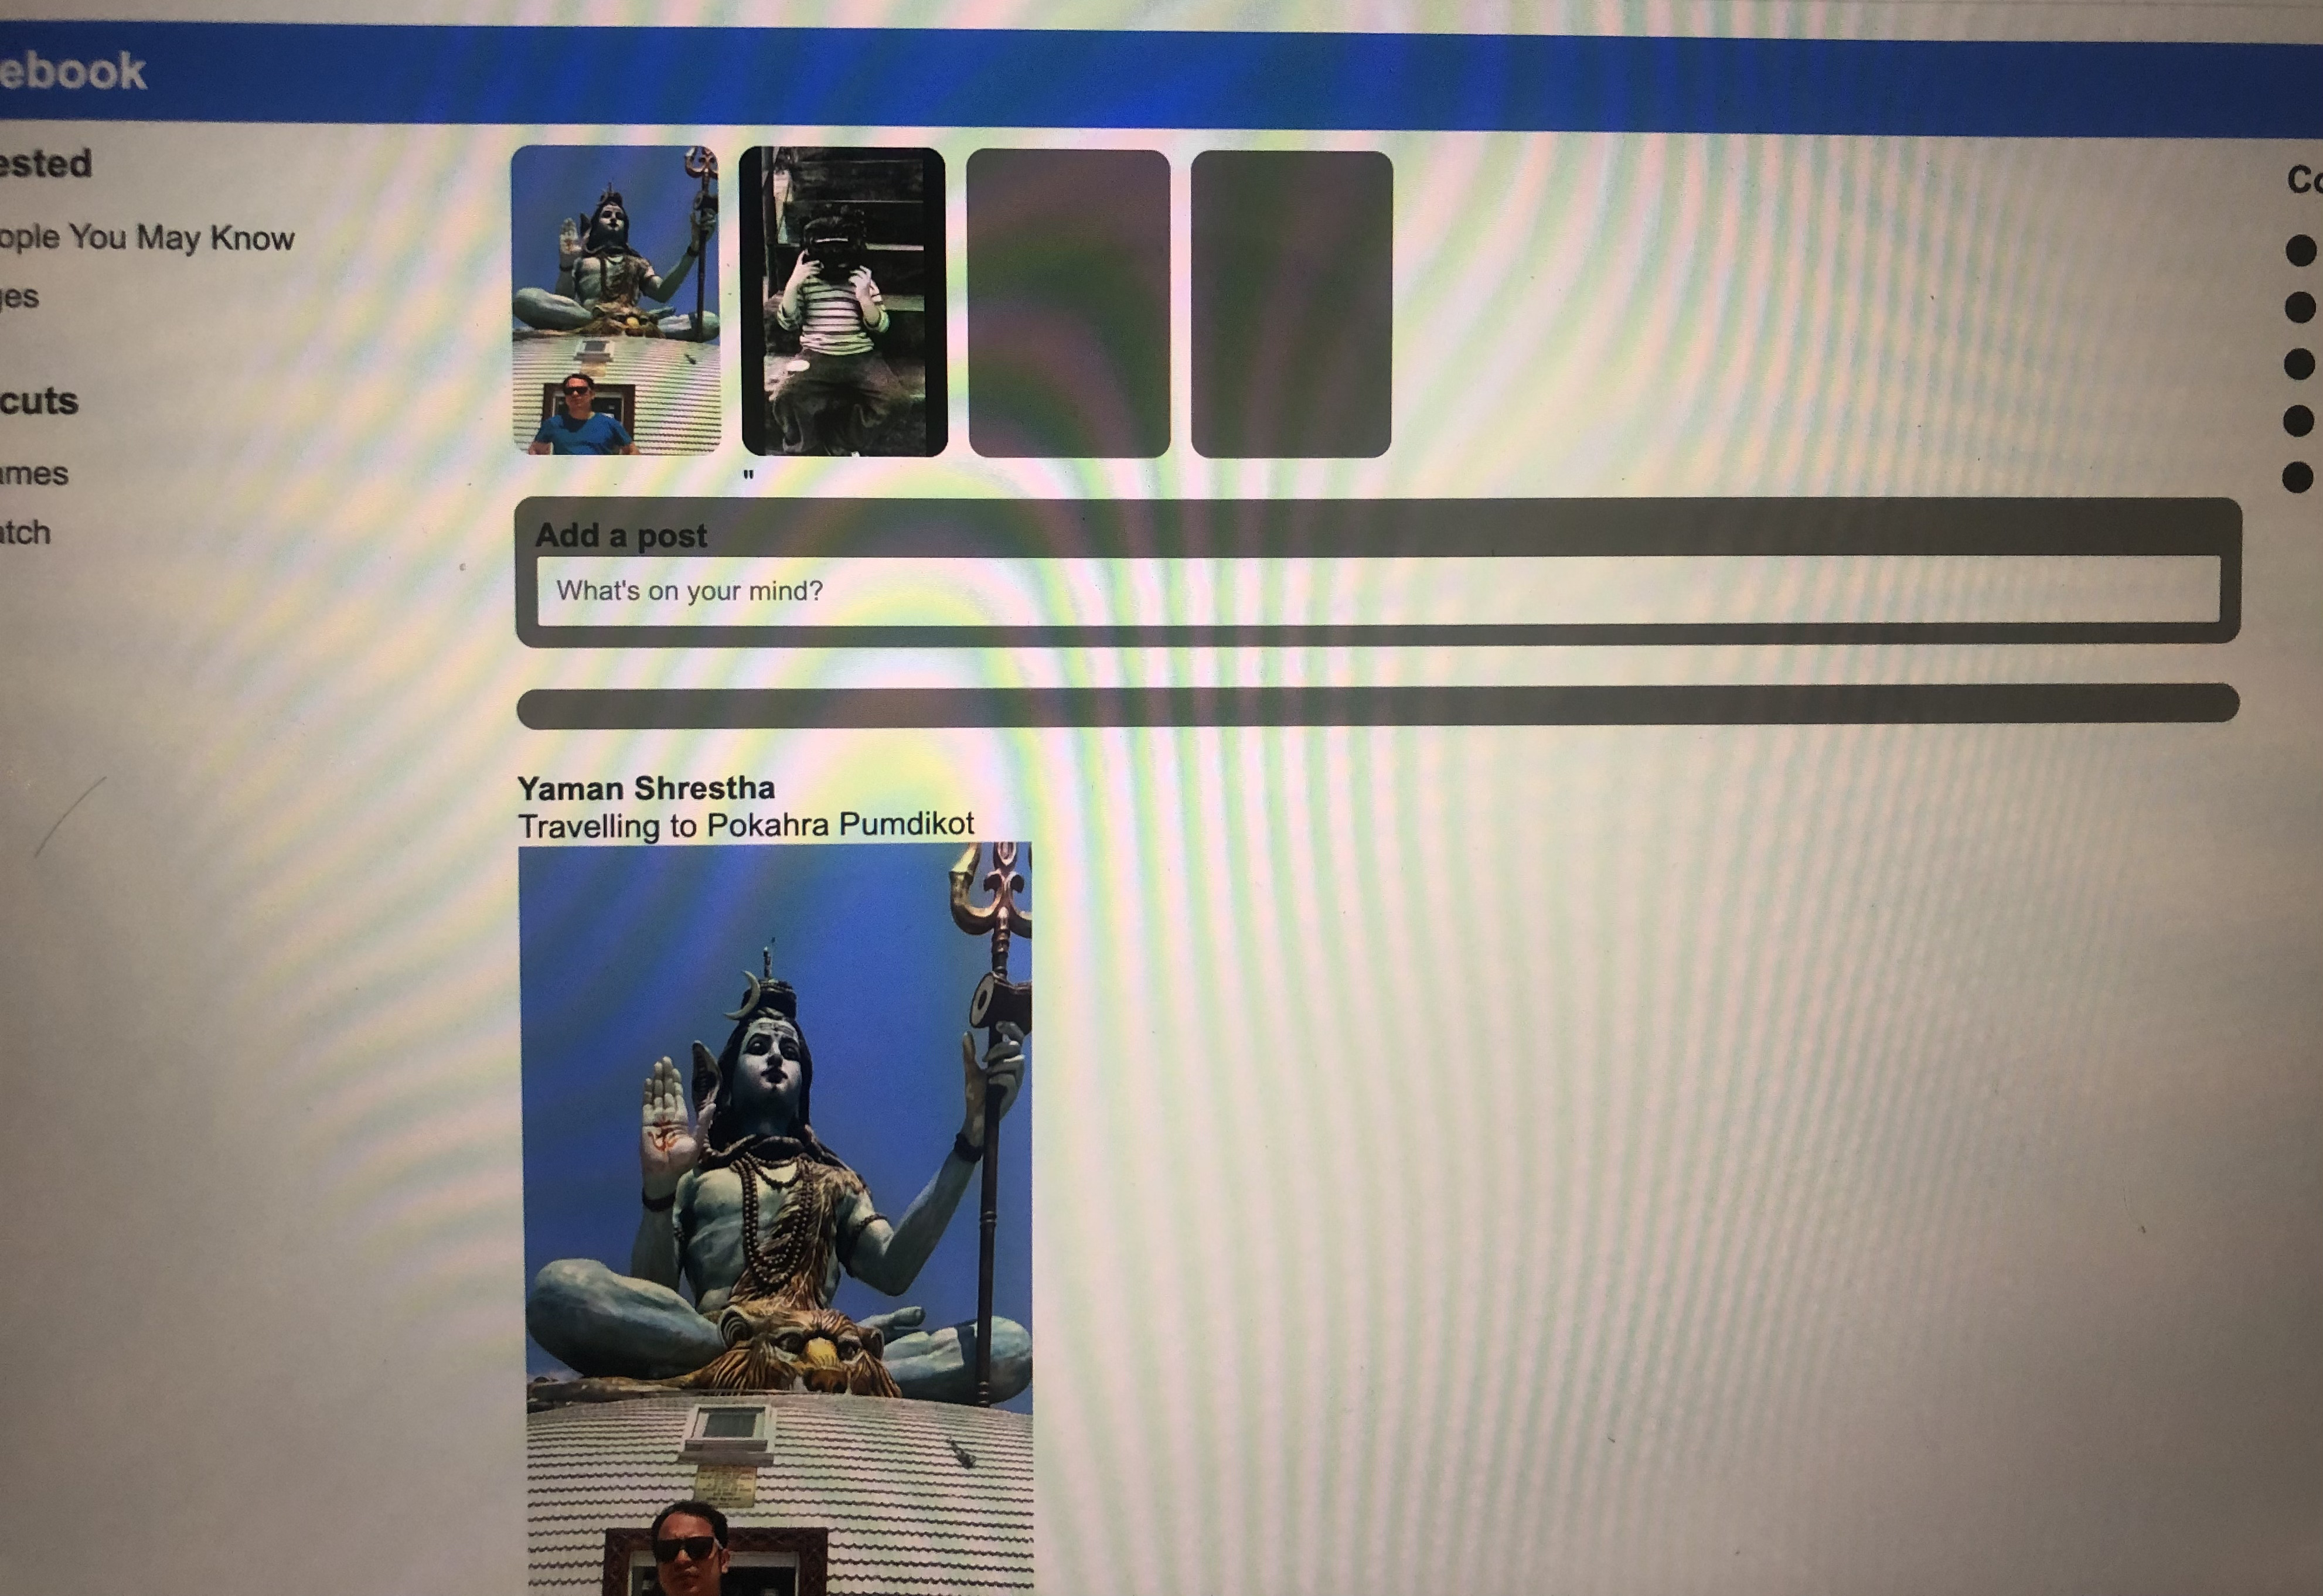 ebook
ested
ople You May Know
ges
cuts
ames
atch
Co
"
Add a post
What's on your mind?
Yaman Shrestha
Travelling to Pokahra Pumdikot